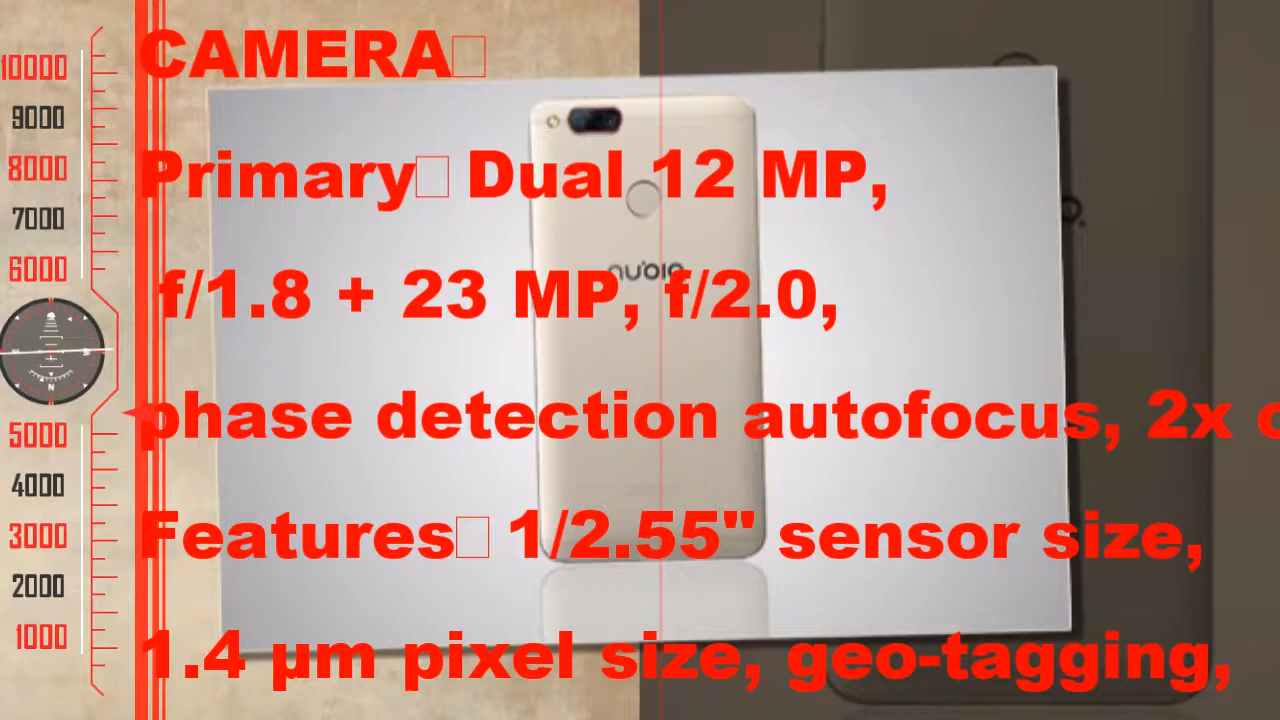 CAMERA
Primary Dual 12 MP,
f/1.8 + 23 MP, f/2.0,
phase detection autofocus, 2x
Features 1/2.55" sensor size,
1.4 µm pixel size, geo-tagging,
nubia
10000
9000
8000
7000
6000
N
5000
4000
3000
2000
1000